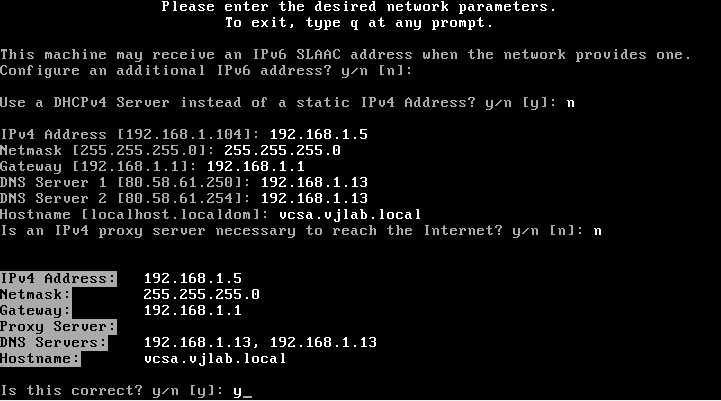 Please enter the desired network parameters.
To exit, type q at any prompt.
This machine may receive an IPv6 SLAAC address when the network provides one.
Configure an additional IPv6 address? y/n [n]:
Use a DHCPv4 Server instead of a static IPv4 Address? y/n [y]: n
IPv4 Address [192.168.1.104]: 192.168.1.5
Netmask [255.255.255.0]: 255.255.255.0
Gateway [192.168.1.1]: 192.168.1.1
DNS Server 1 [80.58.61.250]: 192.168.1.13
DNS Server 2 [80.58.61.254]: 192.168.1.13
Hostname [localhost.localdom]: vcsa.vjlab.local
Is an IPv4 proxy server necessary to reach the Internet? y/n [n]: n
IPv4 Address: 192.168.1.5
Netmask: 255.255.255.0
Gateway: 192.168.1.1
Proxy Server:
DNS Servers: 192.168.1.13, 192.168.1.13
Hostname: vcsa.vjlab.local
Is this correct? y/n [y]: y_